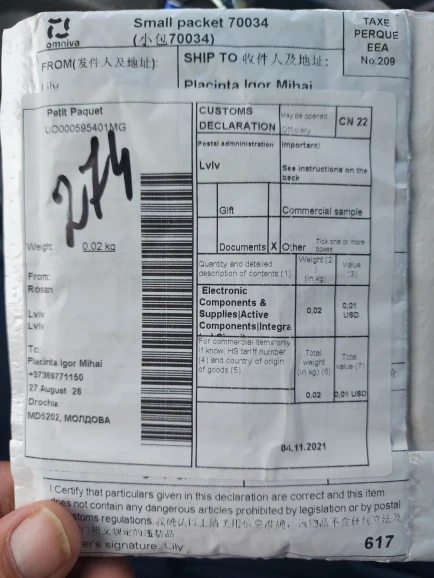 omniva
Small packet 70034
(小包70034)
TAXE
PERQUE
EEA
No.209
FROM(发件人及地址):
SHIP TO 收件人及地址:
Lily
Placinta Igor Mihai
Petit Paquet
UO000595401MG
274
Weight: 0.02 kg
From:
Rosan
Lviv
Lviv
To:
Placinta Igor Mihai
+37369771150
27 August 26
Drochia
MD5202, МОЛДОВА
CUSTOMS
DECLARATION
May be opened
Officially
CN 22
Postal admninistration
Important!
Lviv
See instructions on the
back
Gift
Commercial sample
Documents
X
Other
Tick one or more
boxes
Quantity and detailed
description of contents (1)
Weight (2
(in kg)
Value
(3)
Electronic
Components &
Supplies|Active
Components|Integra
0,02
0,01
USD
For commercial items only
if know, HS tariff number
(4) and country of origin
of goods (5)
Total
weight
(in kg) (6)
Total
value (7)
0,02
0,01 USD
04.11.2021
I Certify that particulars given in this declaration are correct and this item
does not contain any dangerous articles prohibited by legislation or by postal
customs regulations.
er's signature Lily
617